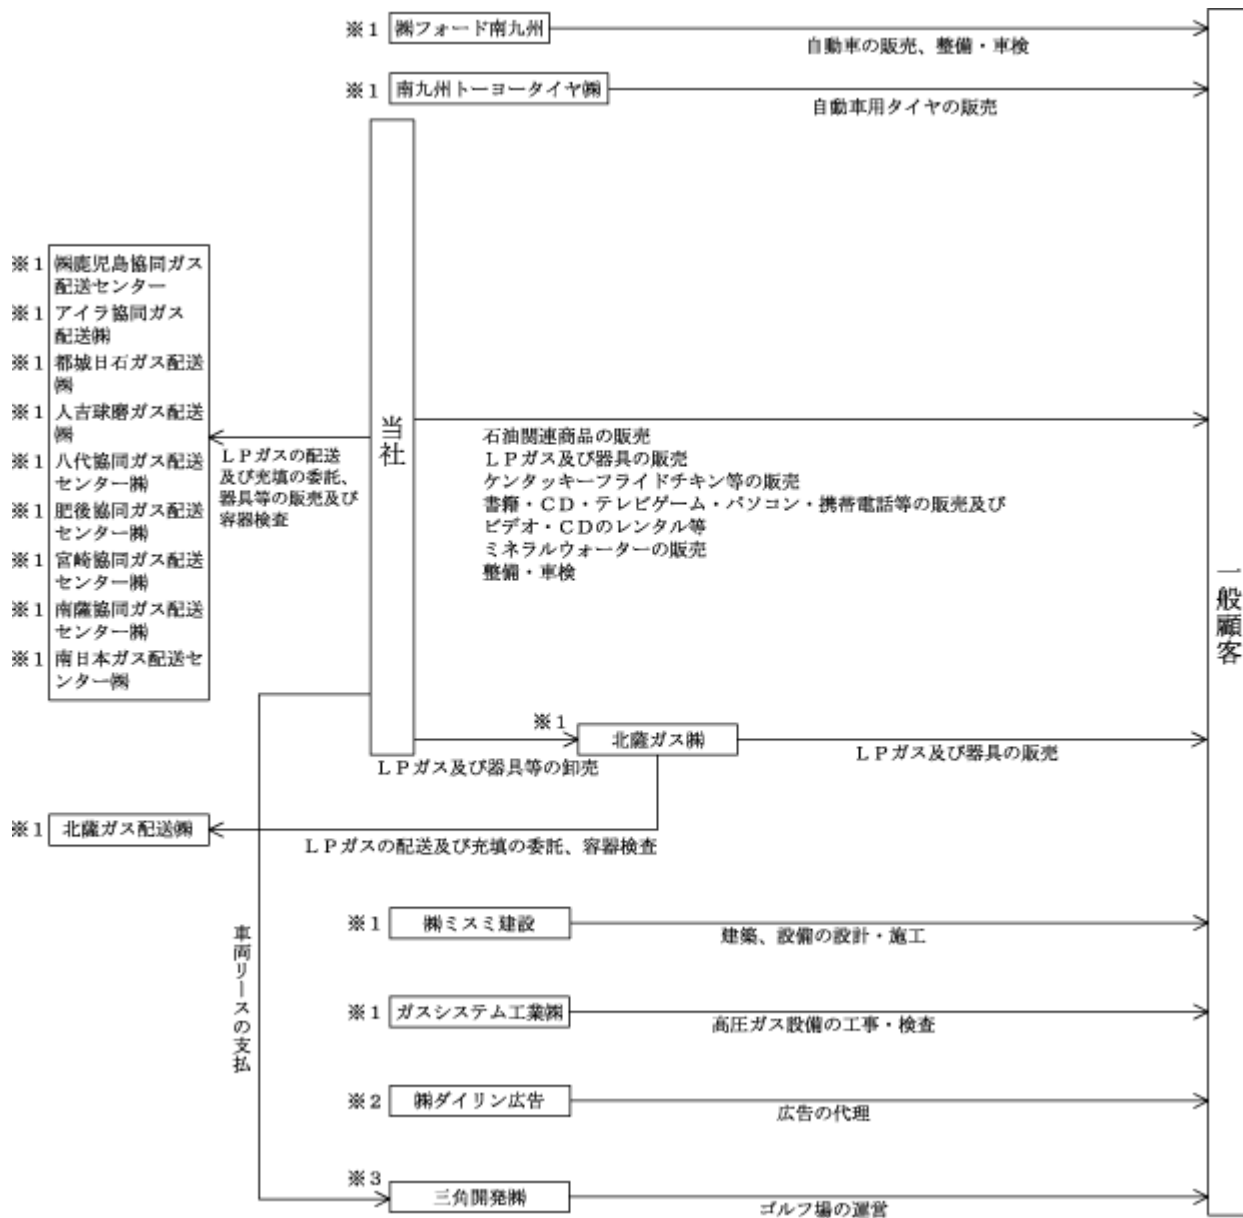 ※1 ㈱フォード南九州
自動車の販売、整備・車検
※1 南九州トーヨータイヤ㈱
自動車用タイヤの販売
※1 ㈱鹿児島協同ガス
配送センター
※1 アイラ協同ガス
配送㈱
※1 都城日石ガス配送
㈱
※1 人吉球磨ガス配送
㈱
※1 八代協同ガス配送
センター㈱
※1 肥後協同ガス配送
センター㈱
※1 宮崎協同ガス配送
センター㈱
※1 南薩協同ガス配送
センター㈱
※1 南日本ガス配送セ
ンター㈱
LPガスの配送
及び充填の委託、
器具等の販売及び
容器検査
当社
石油関連商品の販売
LPガス及び器具の販売
ケンタッキーフライドチキン等の販売
書籍・CD・テレビゲーム・パソコン・携帯電話等の販売及び
ビデオ・CDのレンタル等
ミネラルウォーターの販売
整備・車検
一般顧客
※1
北薩ガス㈱
LPガス及び器具等の卸売
LPガス及び器具の販売
※1 北薩ガス配送㈱
LPガスの配送及び充填の委託、容器検査
車両リースの支払
※1 ㈱ミスミ建設
建築、設備の設計・施工
※1 ガスシステム工業㈱
高圧ガス設備の工事・検査
※2 ㈱ダイリン広告
広告の代理
※3
三角開発㈱
ゴルフ場の運営